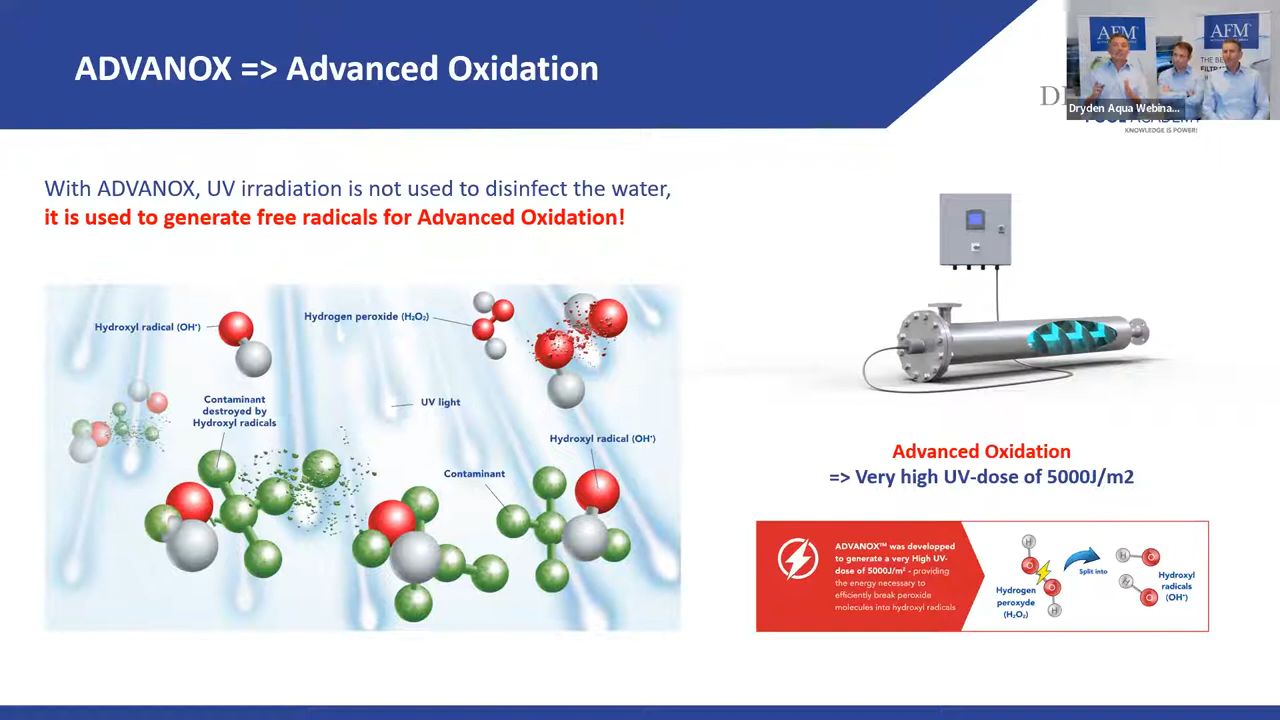 ADVANOX => Advanced Oxidation
AFM
AFM
Dryden Aqua Webina...
KNOWLEDGE IS POWER!
With ADVANOX, UV irradiation is not used to disinfect the water,
it is used to generate free radicals for Advanced Oxidation!
Hydroxyl radical (OH•)
Hydrogen peroxide (H₂O₂)
Contaminant
destroyed by
Hydroxyl radicals
UV light
Hydroxyl radical (OH•)
Contaminant
Advanced Oxidation
=> Very high UV-dose of 5000J/m2
ADVANOX™ was developped
to generate a very High UV-
dose of 5000J/m² - providing
the energy necessary to
efficiently break peroxide
molecules into hydroxyl radicals
H
O
O
H
Hydrogen
peroxyde
(H₂O₂)
Split into
H
O
H
O
Hydroxyl
radicals
(OH•)